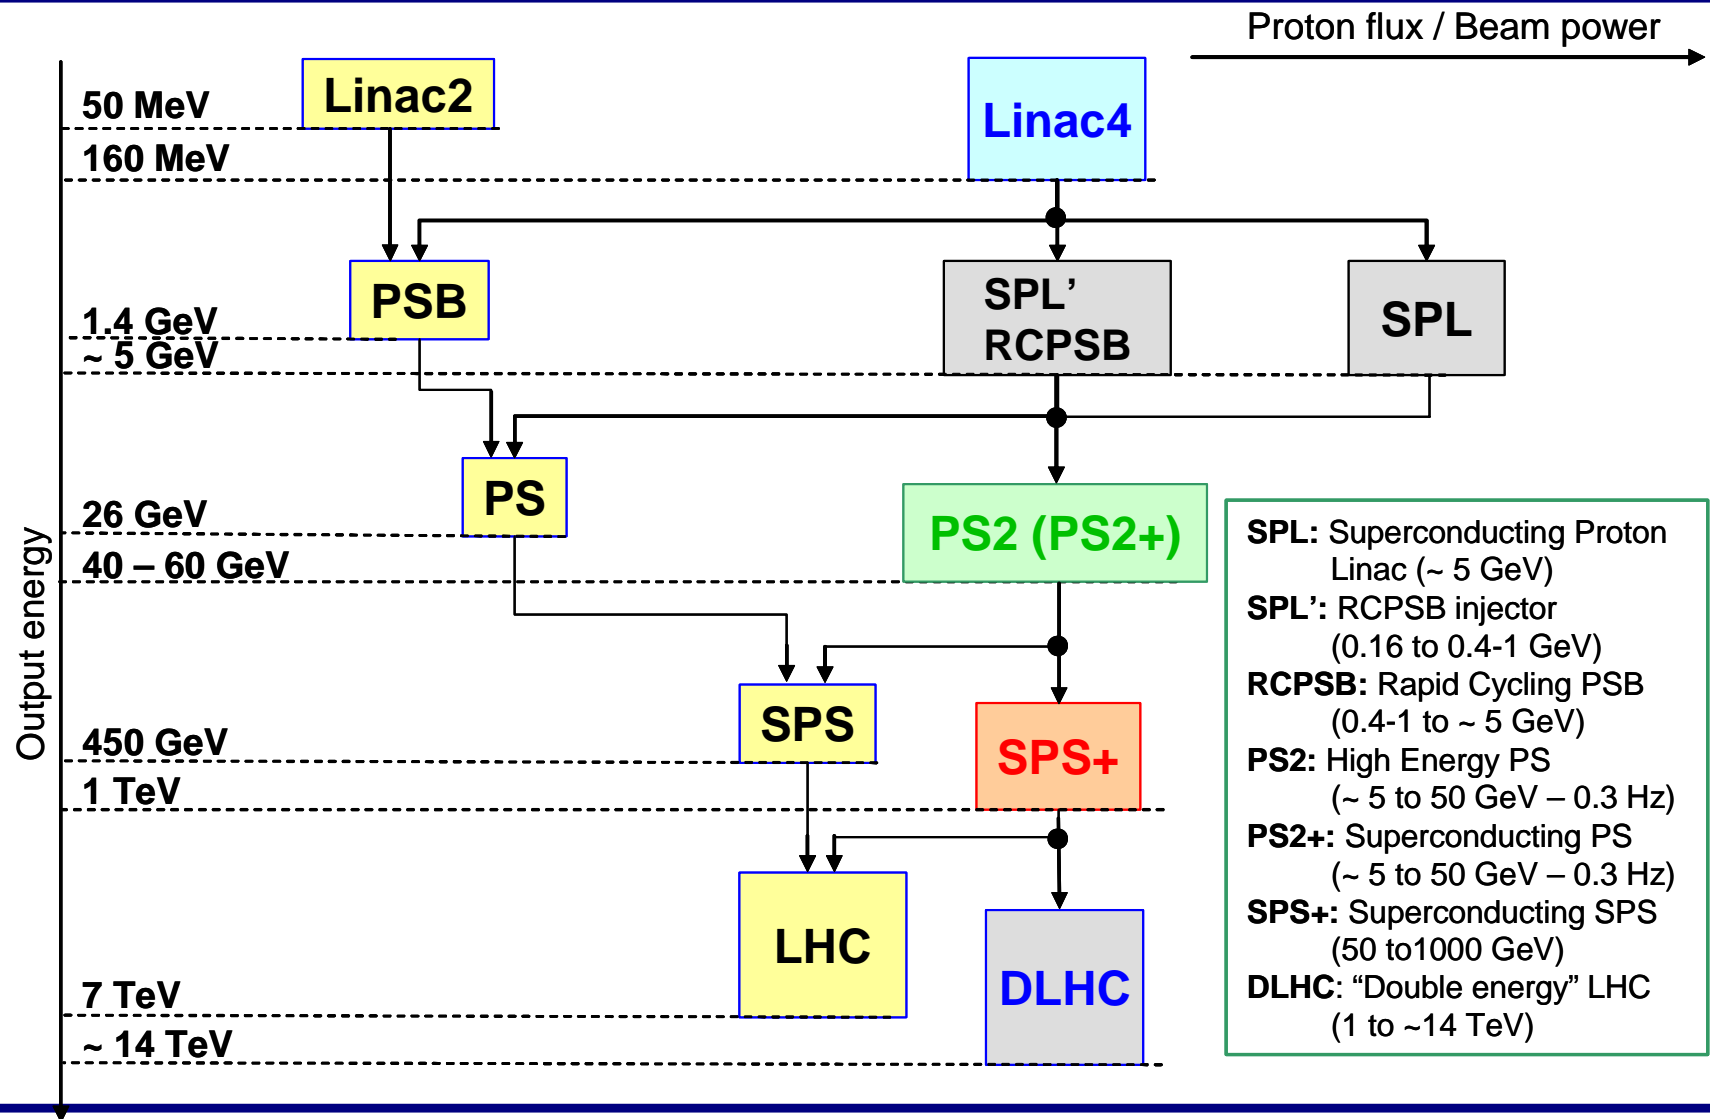 Proton flux / Beam power
Linac2
Linac4
50 MeV
160 MeV
PSB
SPL’
RCPSB
SPL
1.4 GeV
~ 5 GeV
PS
PS2 (PS2+)
26 GeV
40 – 60 GeV
Output energy
SPS
SPS+
450 GeV
1 TeV
LHC
DLHC
7 TeV
~ 14 TeV
SPL: Superconducting Proton
Linac (~ 5 GeV)
SPL’: RCPSB injector
(0.16 to 0.4-1 GeV)
RCPSB: Rapid Cycling PSB
(0.4-1 to ~ 5 GeV)
PS2: High Energy PS
(~ 5 to 50 GeV – 0.3 Hz)
PS2+: Superconducting PS
(~ 5 to 50 GeV – 0.3 Hz)
SPS+: Superconducting SPS
(50 to1000 GeV)
DLHC: “Double energy” LHC
(1 to ~14 TeV)